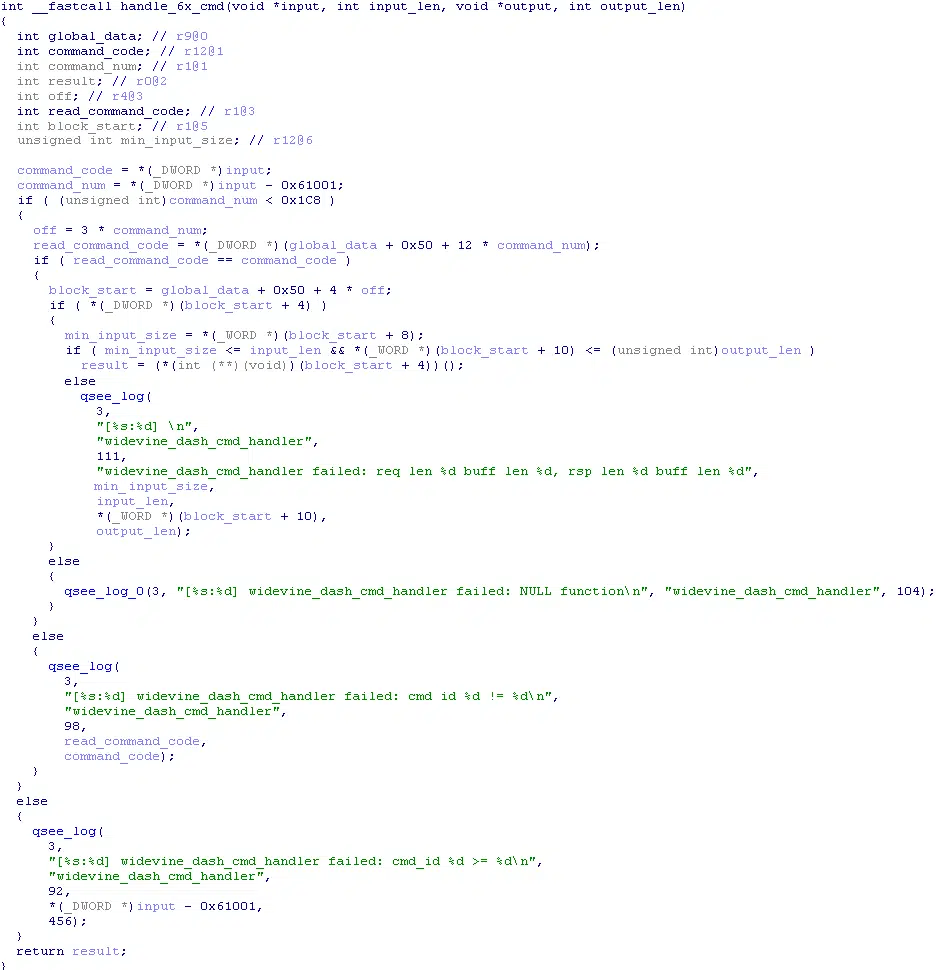 int __fastcall handle_6x_cmd(void *input, int input_len, void *output, int output_len)
{
  int global_data; // r9@0
  int command_code; // r12@1
  int command_num; // r1@1
  int result; // r0@2
  int off; // r4@3
  int read_command_code; // r1@3
  int block_start; // r1@5
  unsigned int min_input_size; // r12@6

  command_code = *(_DWORD *)input;
  command_num = *(_DWORD *)input - 0x61001;
  if ( (unsigned int)command_num < 0x1C8 )
  {
    off = 3 * command_num;
    read_command_code = *(_DWORD *)(global_data + 0x50 + 12 * command_num);
    if ( read_command_code == command_code )
    {
      block_start = global_data + 0x50 + 4 * off;
      if ( *(_DWORD *)(block_start + 4) )
      {
        min_input_size = *(_WORD *)(block_start + 8);
        if ( min_input_size <= input_len && *(_WORD *)(block_start + 10) <= (unsigned int)output_len )
          result = (*(int (**)(void))(block_start + 4))();
        else
          qsee_log(
            3,
            "[%s:%d] \n",
            "widevine_dash_cmd_handler",
            111,
            "widevine_dash_cmd_handler failed: req len %d buff len %d, rsp len %d buff len %d",
            min_input_size,
            input_len,
            *(_WORD *)(block_start + 10),
            output_len);
      }
      else
      {
        qsee_log_0(3, "[%s:%d] widevine_dash_cmd_handler failed: NULL function\n", "widevine_dash_cmd_handler", 104);
      }
    }
    else
    {
      qsee_log(
        3,
        "[%s:%d] widevine_dash_cmd_handler failed: cmd id %d != %d\n",
        "widevine_dash_cmd_handler",
        98,
        read_command_code,
        command_code);
    }
  }
  else
  {
    qsee_log(
      3,
      "[%s:%d] widevine_dash_cmd_handler failed: cmd_id %d >= %d\n",
      "widevine_dash_cmd_handler",
      92,
      *(_DWORD *)input - 0x61001,
      456);
  }
  return result;
}